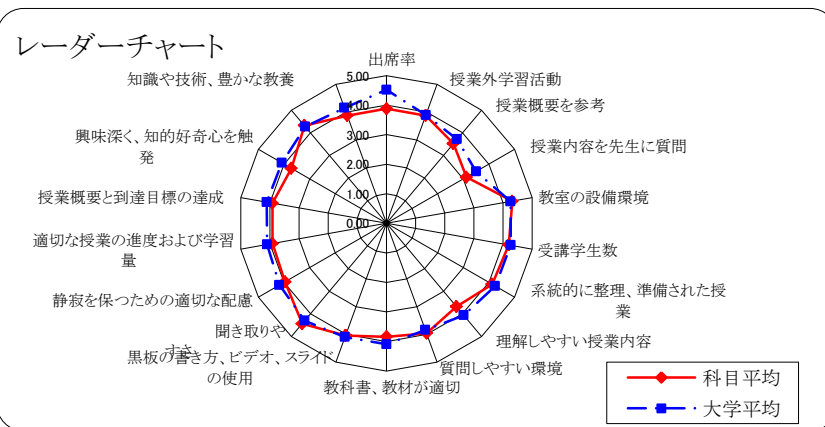 レーダーチャート
出席率
授業外学習活動
授業概要を参考
授業内容を先生に質問
教室の設備環境
受講学生数
系統的に整理、準備された授
業
理解しやすい授業内容
質問しやすい環境
教科書、教材が適切
黒板の書き方、ビデオ、スライド
の使用
聞き取りや
すさ
静寂を保つための適切な配慮
適切な授業の進度および学習
量
授業概要と到達目標の達成
興味深く、知的好奇心を触
発
知識や技術、豊かな教養
5.00
4.00
3.00
2.00
1.00
0.00
科目平均
大学平均